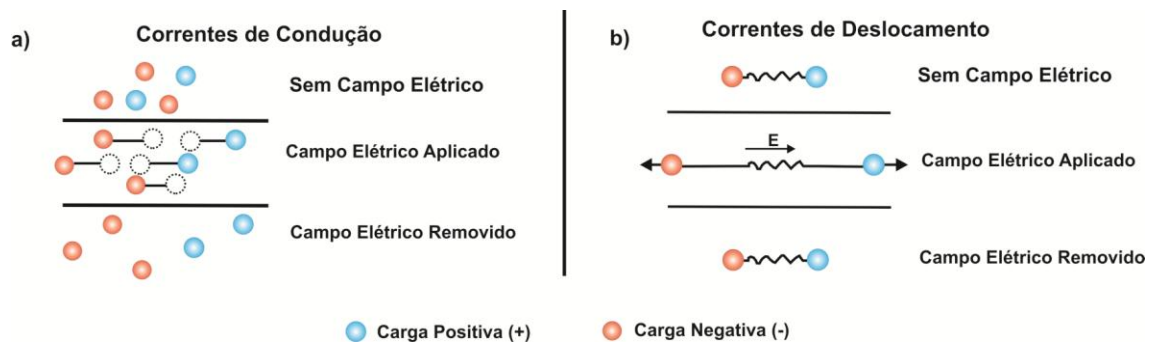 a)
Correntes de Condução
Sem Campo Elétrico
Campo Elétrico Aplicado
Campo Elétrico Removido
b)
Correntes de Deslocamento
Sem Campo Elétrico
E
Campo Elétrico Aplicado
Campo Elétrico Removido
Carga Positiva (+)
Carga Negativa (-)